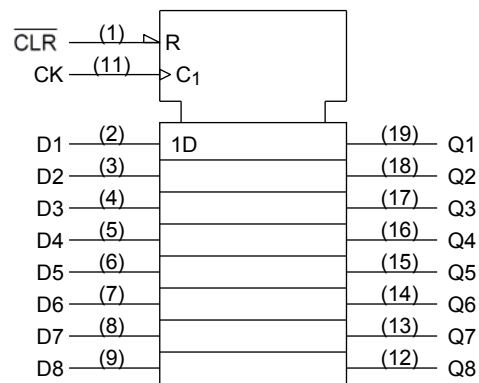 C̅L̅R̅ (1) R
CK (11) C1
D1 (2) 1D (19) Q1
D2 (3) (18) Q2
D3 (4) (17) Q3
D4 (5) (16) Q4
D5 (6) (15) Q5
D6 (7) (14) Q6
D7 (8) (13) Q7
D8 (9) (12) Q8